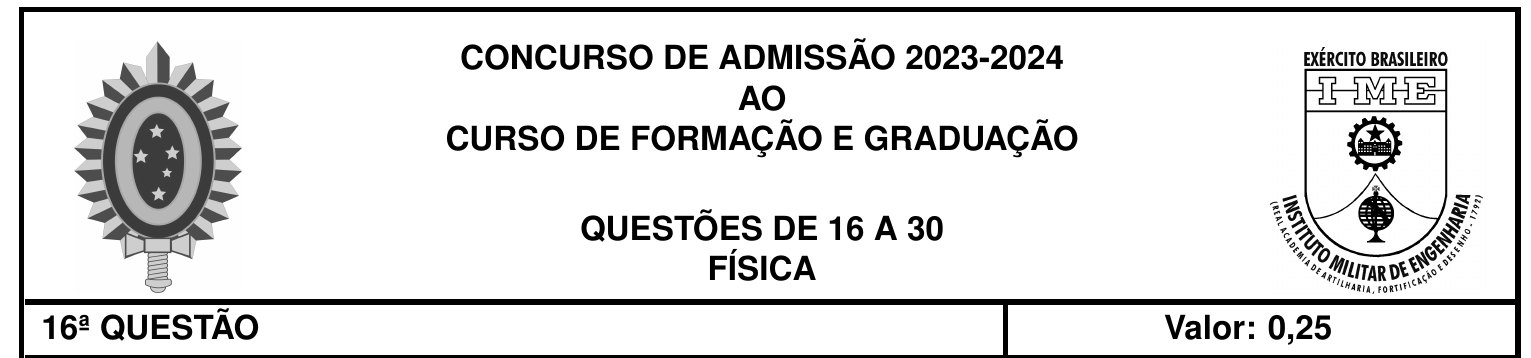 CONCURSO DE ADMISSÃO 2023-2024
AO
CURSO DE FORMAÇÃO E GRADUAÇÃO
QUESTÕES DE 16 A 30
FÍSICA
EXÉRCITO BRASILEIRO
IME
INSTITUTO MILITAR DE ENGENHARIA
(REAL ACADEMIA DE ARTILHARIA, FORTIFICAÇÃO E DESENHO - 1792)
16ª QUESTÃO
Valor: 0,25